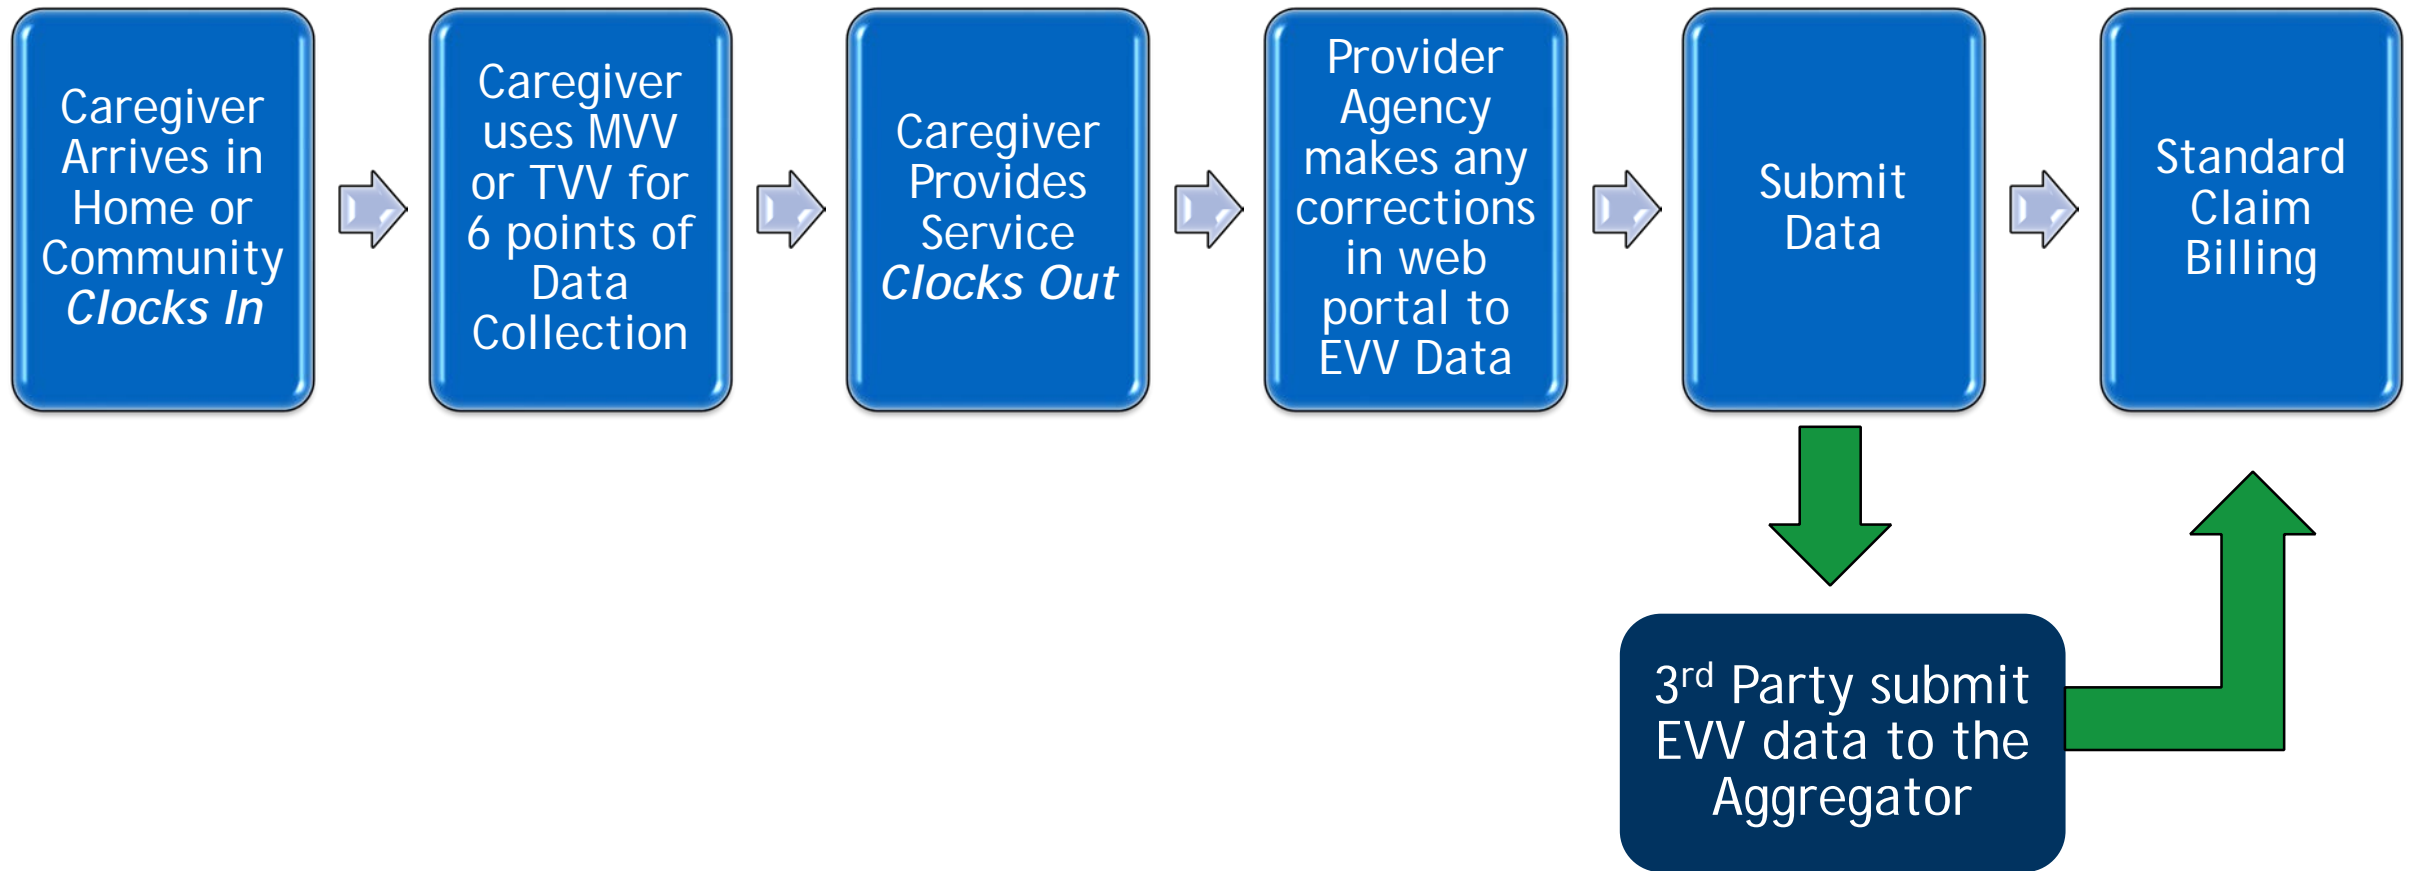 Caregiver
Arrives in
Home or
Community
Clocks In
Caregiver
uses MVV
or TVV for
6 points of
Data
Collection
Caregiver
Provides
Service
Clocks Out
Provider
Agency
makes any
corrections
in web
portal to
EVV Data
Submit
Data
Standard
Claim
Billing
3rd Party submit
EVV data to the
Aggregator